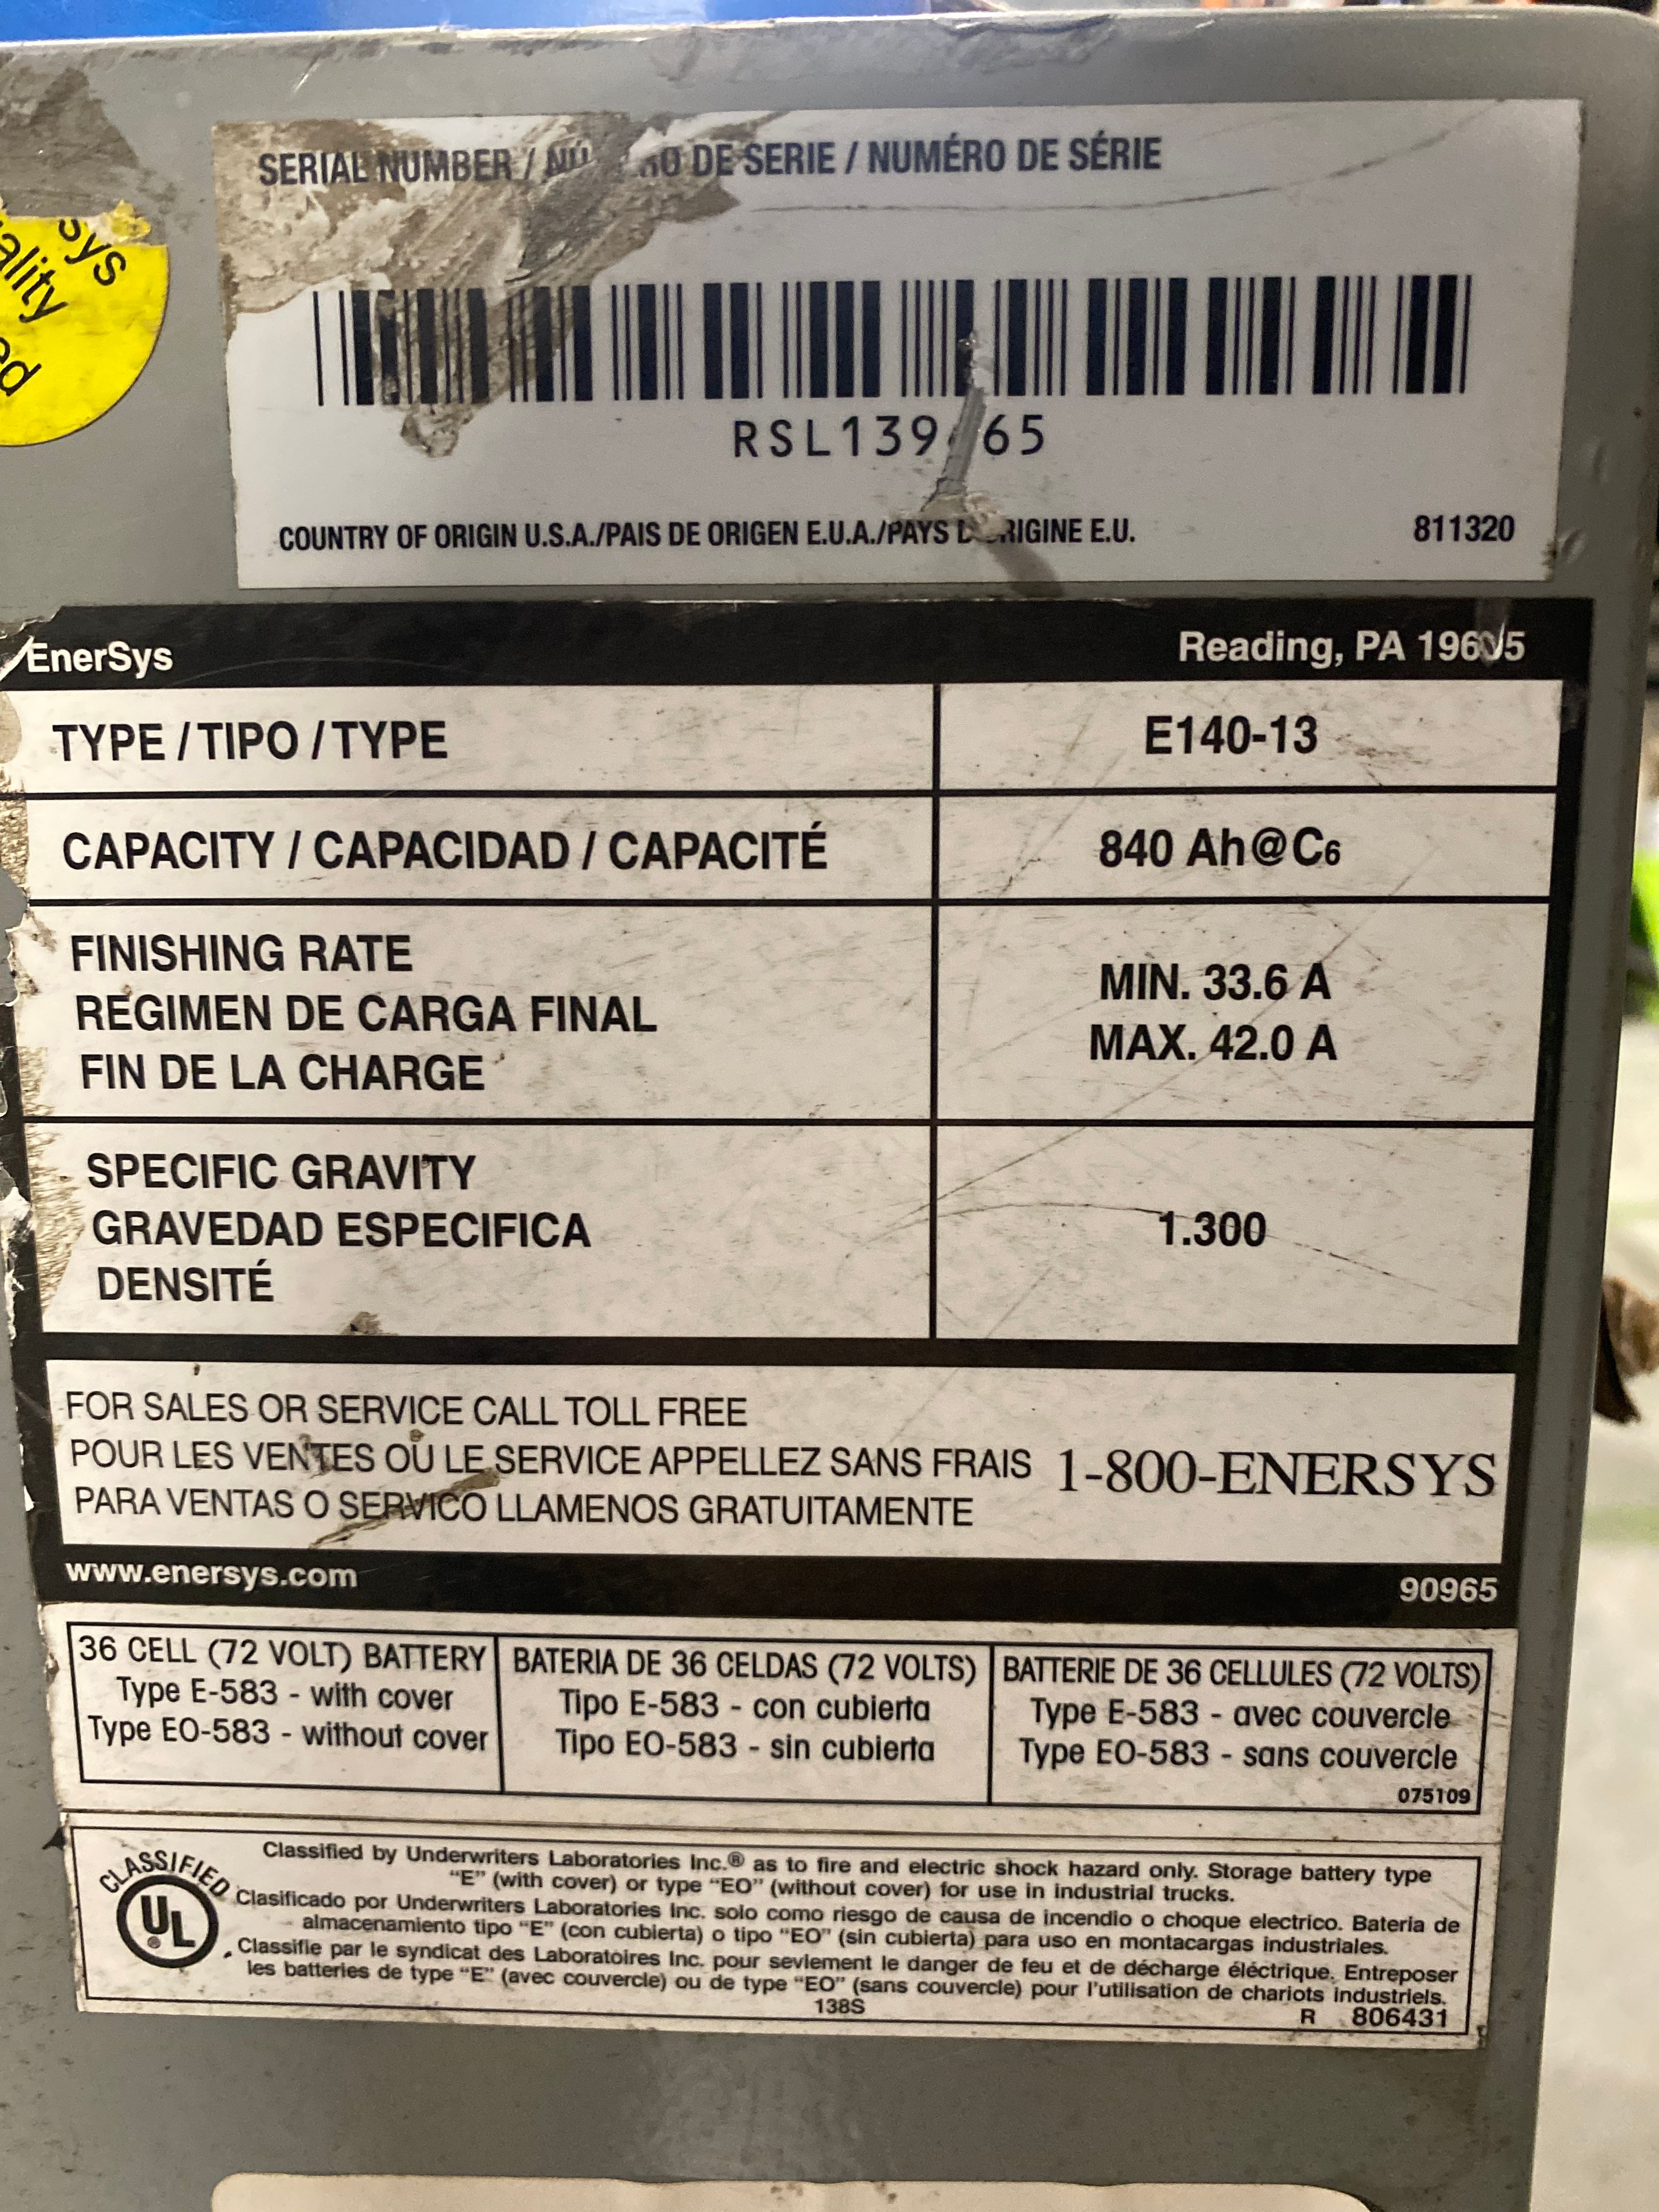 sys
ality
ed
SERIAL NUMBER / DE SERIE / NUMÉRO DE SÉRIE
COUNTRY OF ORIGIN U.S.A./PAIS DE ORIGEN E.U.A./PAYS E.U.
811320
EnerSys
Reading, PA
TYPE / TIPO / TYPE
E140-13
CAPACITY / CAPACIDAD / CAPACITÉ
840 Ah@C6
FINISHING RATE
REGIMEN DE CARGA FINAL
FIN DE LA CHARGE
MIN. 33.6 A
MAX. 42.0 A
SPECIFIC GRAVITY
GRAVEDAD ESPECIFICA
DENSITÉ
1.300
FOR SALES OR SERVICE CALL TOLL FREE
POUR LES VENTES OU LE SERVICE APPELLEZ SANS FRAIS
PARA VENTAS O SERVICO LLAMENOS GRATUITAMENTE
1-800-ENERSYS
www.enersys.com
90965
36 CELL (72 VOLT) BATTERY
Type E-583 - with cover
Type EO-583 - without cover
BATERIA DE 36 CELDAS (72 VOLTS)
Tipo E-583 - con cubierta
Tipo EO-583 - sin cubierta
BATTERIE DE 36 CELLULES (72 VOLTS)
Type E-583 - avec couvercle
Type EO-583 - sans couvercle
075109
CLASSIFIED
UL®
Classified by Underwriters Laboratories Inc.® as to fire and electric shock hazard only. Storage battery type
“E” (with cover) or type “EO” (without cover) for use in industrial trucks.
Clasificado por Underwriters Laboratories Inc. solo como riesgo de causa de incendio o choque electrico. Bateria de
almacenamiento tipo “E” (con cubierta) o tipo “EO” (sin cubierta) para uso en montacargas industriales.
Classifie par le syndicat des Laboratoires Inc. pour sevlement le danger de feu et de décharge éléctrique. Entreposer
les batteries de type “E” (avec couvercle) ou de type “EO” (sans couvercle) pour l'utilisation de chariots industriels.
138S
R 806431